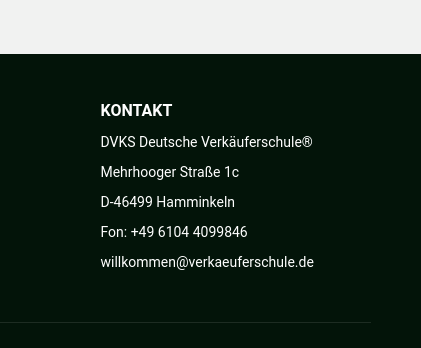 KONTAKT
DVKS Deutsche Verkäuferschule®
Mehrhooger Straße 1c
D-46499 Hamminkeln
Fon: +49 6104 4099846
willkommen@verkaeuferschule.de